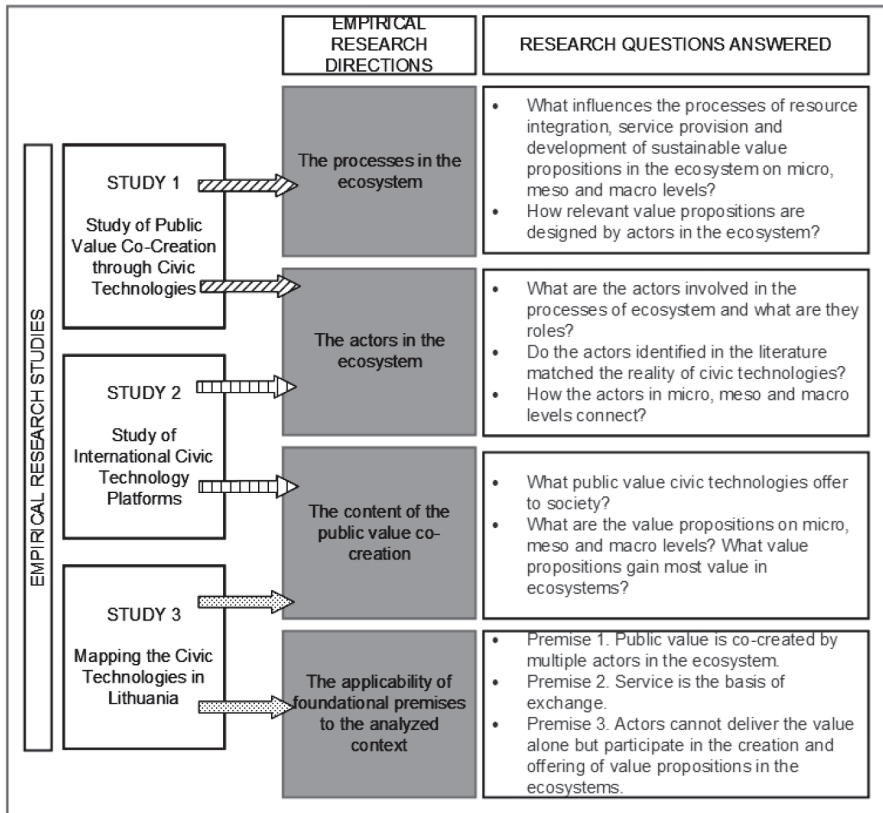 EMPIRICAL
RESEARCH
DIRECTIONS
RESEARCH QUESTIONS ANSWERED
EMPIRICAL RESEARCH STUDIES
STUDY 1
Study of Public
Value Co-Creation
through Civic
Technologies
STUDY 2
Study of
International Civic
Technology
Platforms
STUDY 3
Mapping the Civic
Technologies in
Lithuania
The processes in the
ecosystem
• What influences the processes of resource
integration, service provision and
development of sustainable value
propositions in the ecosystem on micro,
meso and macro levels?
• How relevant value propositions are
designed by actors in the ecosystem?
The actors in the
ecosystem
• What are the actors involved in the
processes of ecosystem and what are they
roles?
• Do the actors identified in the literature
matched the reality of civic technologies?
• How the actors in micro, meso and macro
levels connect?
The content of the
public value co-
creation
• What public value civic technologies offer
to society?
• What are the value propositions on micro,
meso and macro levels? What value
propositions gain most value in
ecosystems?
The applicability of
foundational premises
to the analyzed
context
• Premise 1. Public value is co-created by
multiple actors in the ecosystem.
• Premise 2. Service is the basis of
exchange.
• Premise 3. Actors cannot deliver the value
alone but participate in the creation and
offering of value propositions in the
ecosystems.